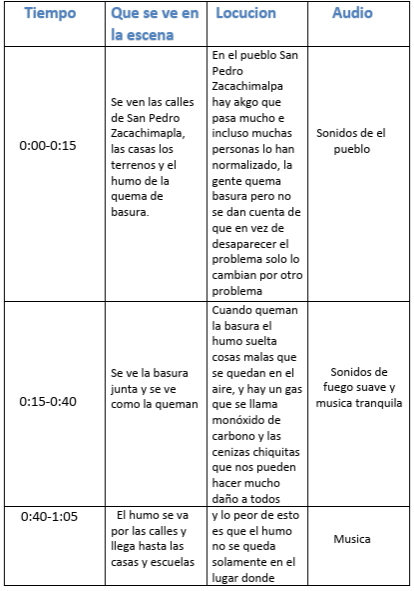 Tiempo
Que se ve en
la escena
Locucion
Audio
0:00-0:15
Se ven las calles
de San Pedro
Zacachimapla,
las casas los
terrenos y el
humo de la
quema de
basura.
En el pueblo San
Pedro
Zacachimalpa
hay akgo que
pasa mucho e
incluso muchas
personas lo han
normalizado, la
gente quema
basura pero no
se dan cuenta de
que en vez de
desaparecer el
problema solo lo
cambian por otro
problema
Sonidos de el
pueblo
0:15-0:40
Se ve la basura
junta y se ve
como la queman
Cuando queman
la basura el
humo suelta
cosas malas que
se quedan en el
aire, y hay un gas
que se llama
monóxido de
carbono y las
cenizas chiquitas
que nos pueden
hacer mucho
daño a todos
Sonidos de
fuego suave y
musica tranquila
0:40-1:05
El humo se va
por las calles y
llega hasta las
casas y escuelas
y lo peor de esto
es que el humo
no se queda
solamente en el
lugar donde
Musica